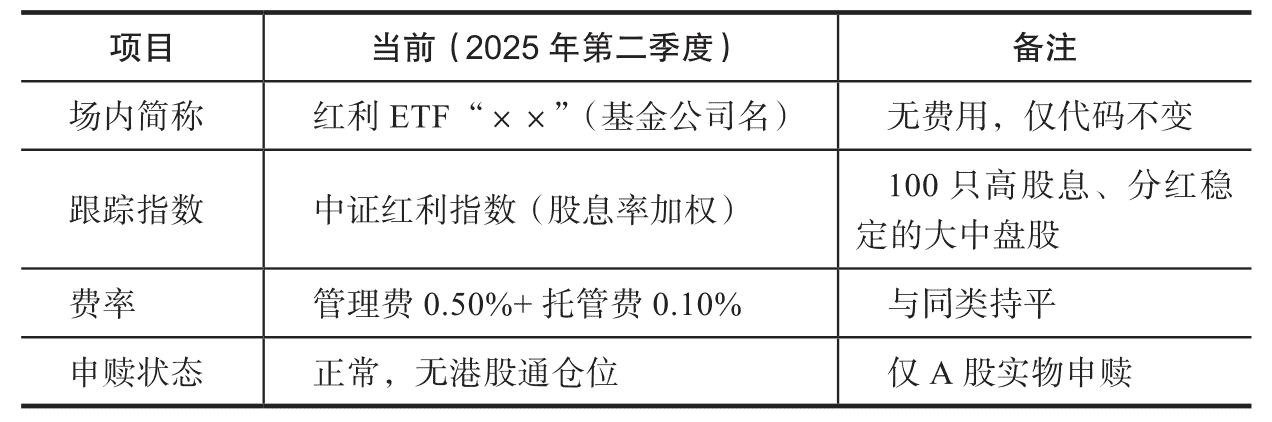 项目 当前（2025 年第二季度） 备注
场内简称 红利 ETF “××”（基金公司名） 无费用，仅代码不变
跟踪指数 中证红利指数（股息率加权） 100 只高股息、分红稳
定的大中盘股
费率 管理费 0.50%+ 托管费 0.10% 与同类持平
申赎状态 正常，无港股通仓位 仅 A 股实物申赎